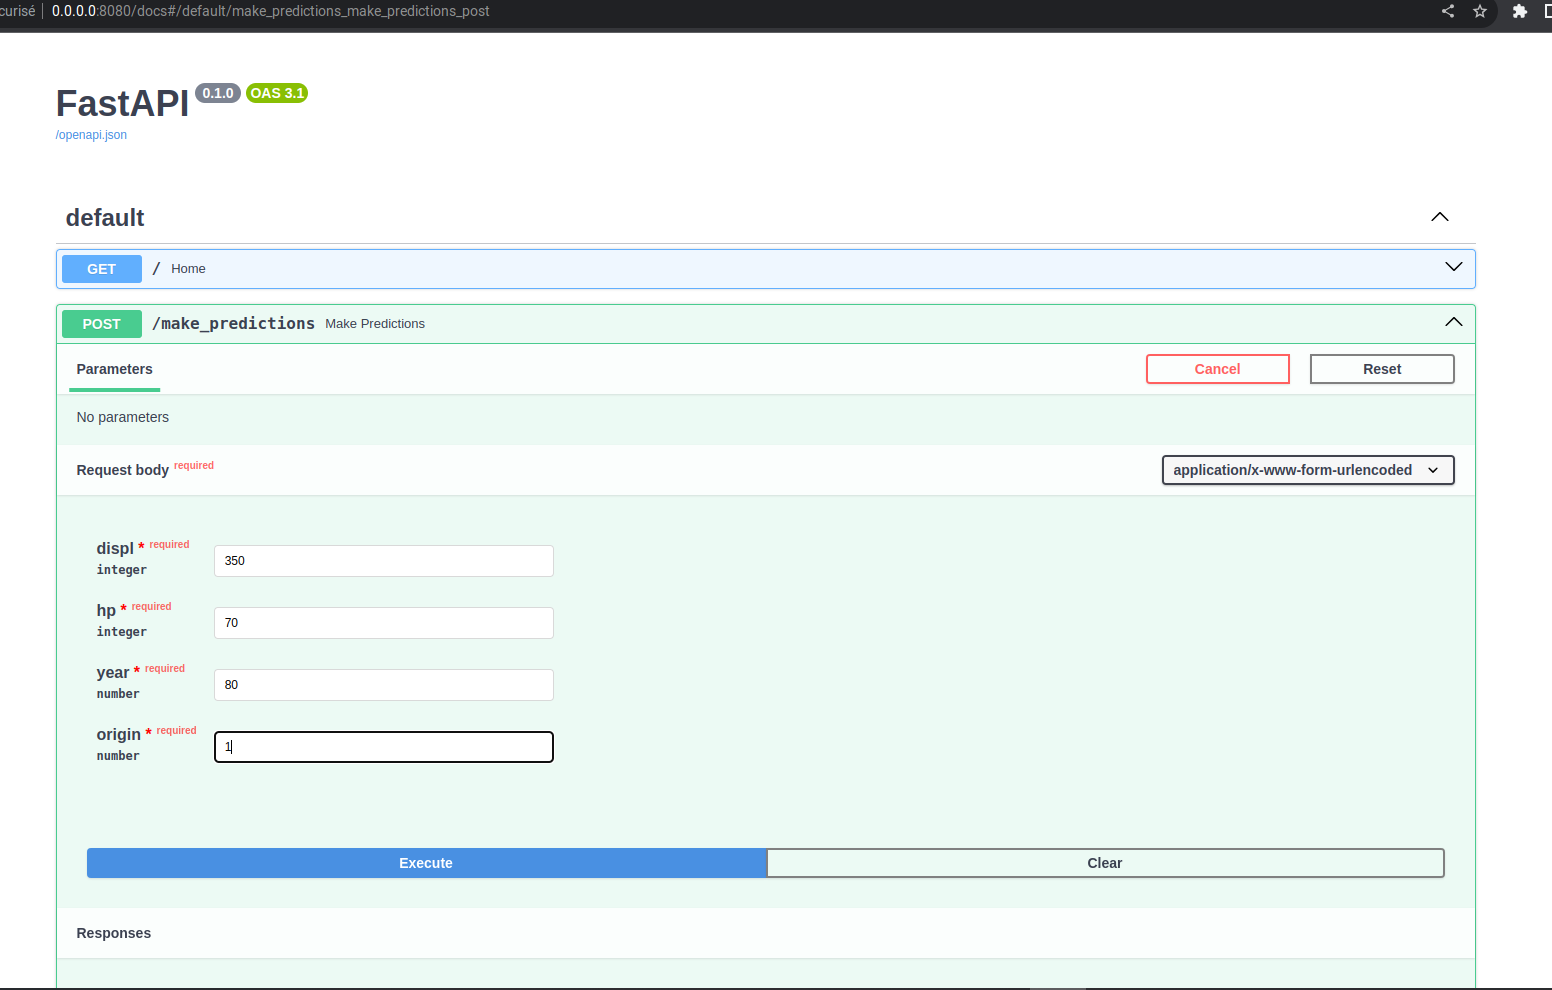 curisé 0.0.0.0:8080/docs#/default/make_predictions_make_predictions_post
FastAPI 0.1.0 OAS 3.1
/openapi.json
default
GET / Home
POST /make_predictions Make Predictions
Parameters Cancel Reset
No parameters
Request body required application/x-www-form-urlencoded
displ * required
integer 350
hp * required
integer 70
year * required
number 80
origin * required
number 1
Execute Clear
Responses